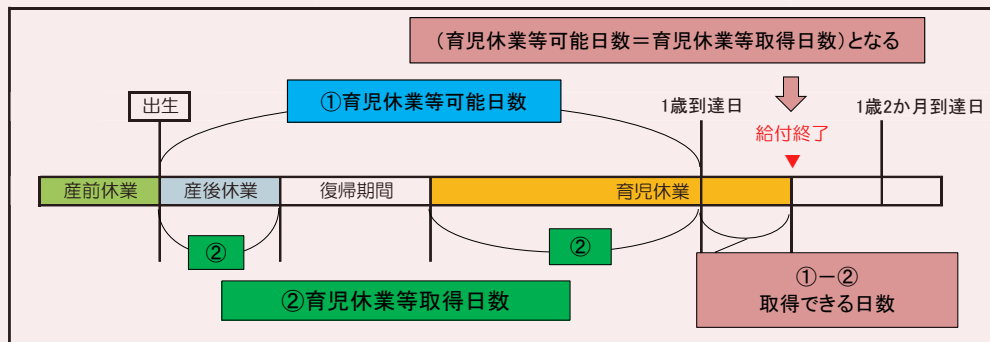 (育児休業等可能日数＝育児休業等取得日数)となる
出生
①育児休業等可能日数
1歳到達日
1歳2か月到達日
給付終了
▼
産前休業
産後休業
復帰期間
育児休業
②
②
②育児休業等取得日数
①－②
取得できる日数